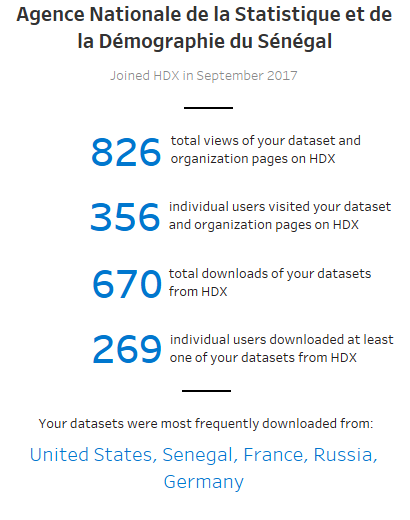 Agence Nationale de la Statistique et de
la Démographie du Sénégal
Joined HDX in September 2017
826 total views of your dataset and
organization pages on HDX
356 individual users visited your dataset
and organization pages on HDX
670 total downloads of your datasets
from HDX
269 individual users downloaded at least
one of your datasets from HDX
Your datasets were most frequently downloaded from:
United States, Senegal, France, Russia,
Germany